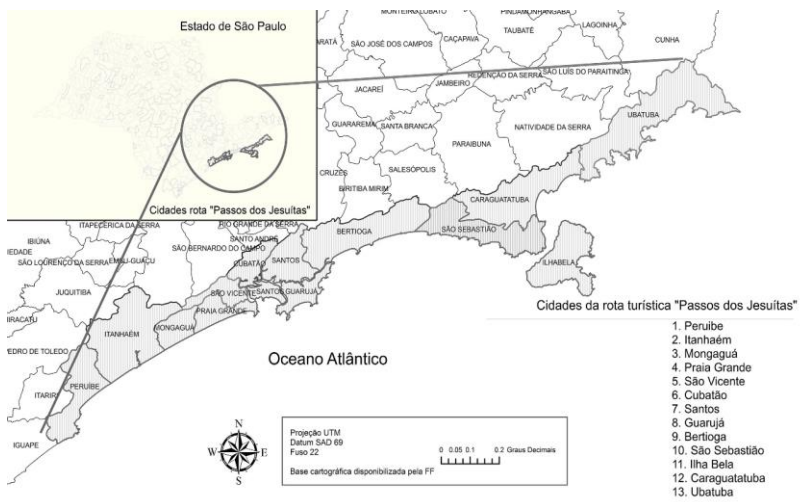 Estado de São Paulo
Cidades rota "Passos dos Jesuítas"
PINDAMONHANGABA
LAGOINHA
CAÇAPAVA
TAUBATÉ
CUNHA
SÃO JOSÉ DOS CAMPOS
REDENÇÃO DA SERRA
SÃO LUÍS DO PARAITINGA
JAMBEIRO
JACAREÍ
UBATUBA
GUARAREMA
SANTA BRANCA
NATIVIDADE DA SERRA
PARAIBUNA
SALESÓPOLIS
BIRITIBA MIRIM
CARAGUATATUBA
ITAPECERICA DA SERRA
RIO GRANDE DA SERRA
BERTIOGA
SÃO SEBASTIÃO
SANTO ANDRÉ
IBIÚNA
SÃO BERNARDO DO CAMPO
SÃO LOURENÇO DA SERRA
EMBU-GUAÇU
CUBATÃO
SANTOS
ILHABELA
JUQUITIBA
SÃO VICENTE
SANTOS
GUARUJÁ
PRAIA GRANDE
MONGAGUÁ
ITANHAÉM
PEDRO DE TOLEDO
ITARIRI
PERUÍBE
IGUAPE
Oceano Atlântico
Cidades da rota turística "Passos dos Jesuítas"
1. Peruíbe
2. Itanhaém
3. Mongaguá
4. Praia Grande
5. São Vicente
6. Cubatão
7. Santos
8. Guarujá
9. Bertioga
10. São Sebastião
11. Ilha Bela
12. Caraguatatuba
13. Ubatuba
N
W
E
S
Projeção UTM
Datum SAD 69
Fuso 22
Base cartográfica disponibilizada pela FF
0 0.05 0.1 0.2 Graus Decimais